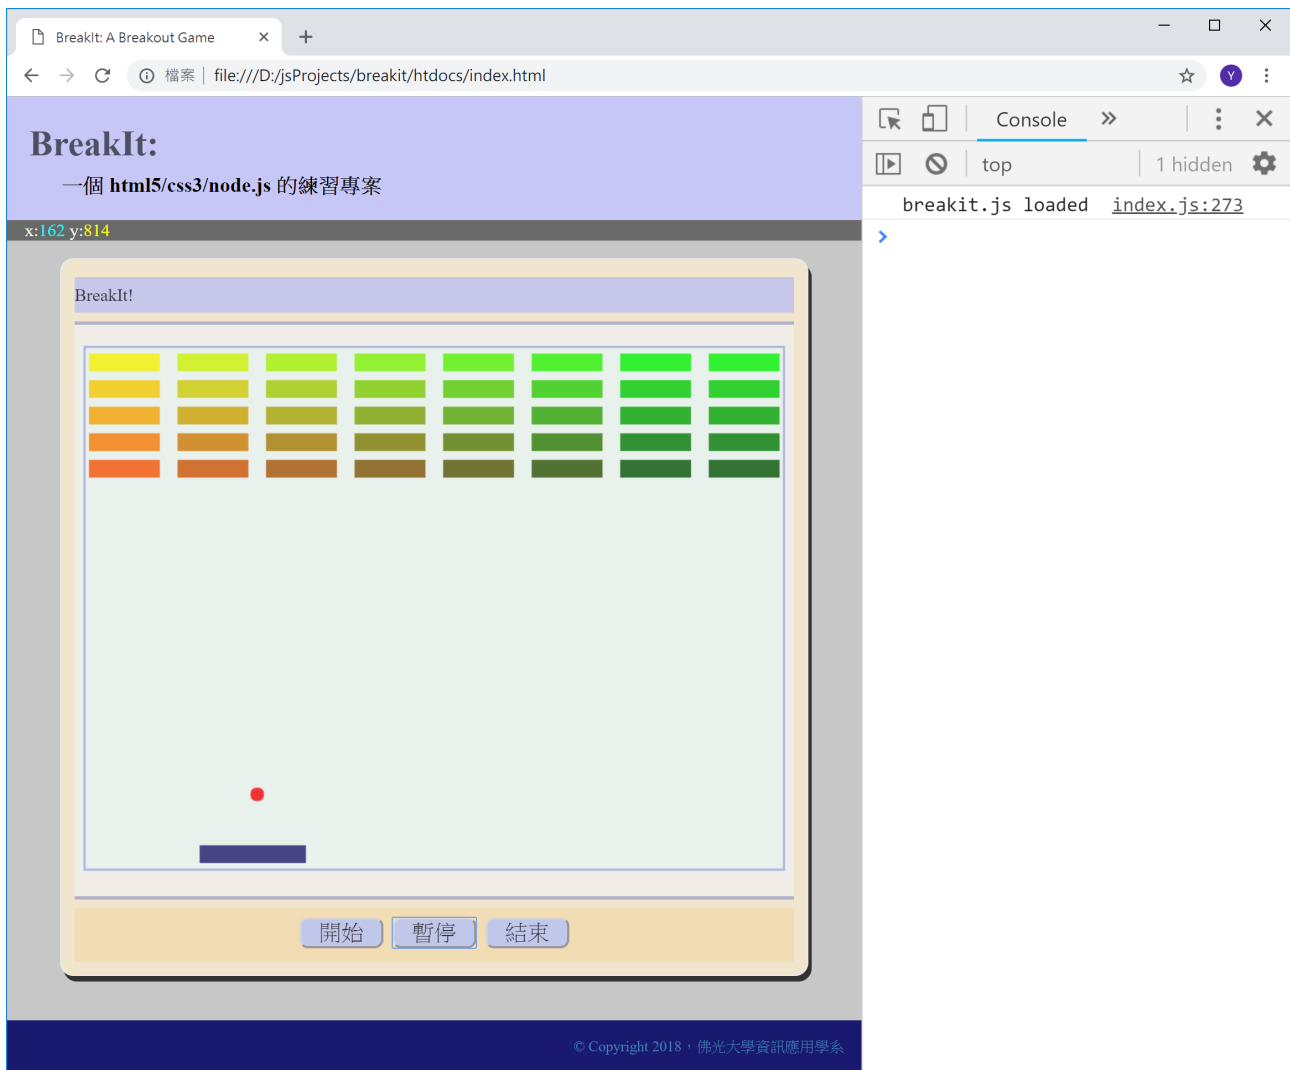 BreakIt: A Breakout Game
檔案 file:///D:/jsProjects/breakit/htdocs/index.html
Y
BreakIt:
一個 html5/css3/node.js 的練習專案
x:162 y:814
BreakIt!
開始 暫停 結束
© Copyright 2018，佛光大學資訊應用學系
Console
top 1 hidden
breakit.js loaded index.js:273